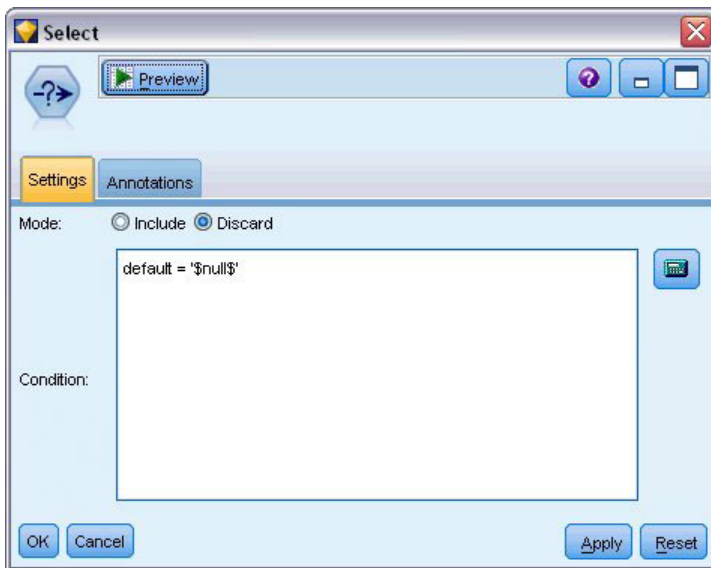 Select
-?>
Preview
?
Settings Annotations
Mode: Include Discard
default = '$null$'
Condition:
OK Cancel Apply Reset